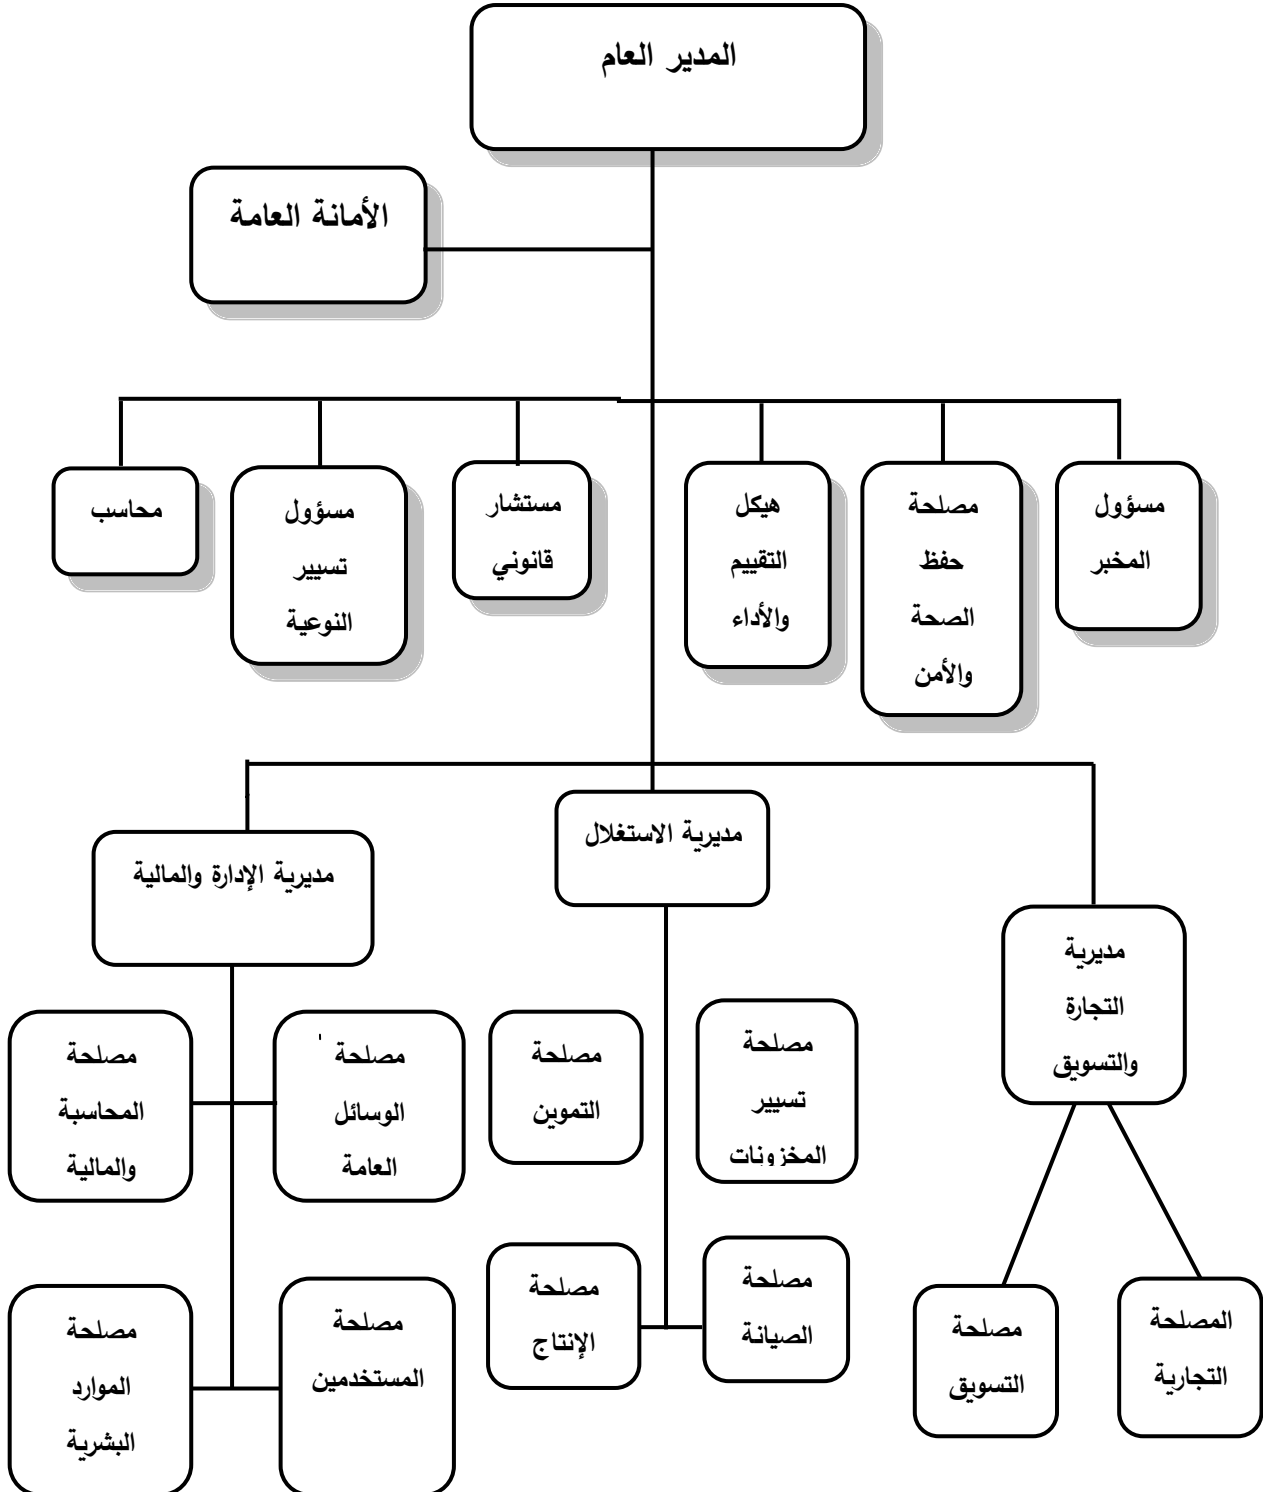 المدير العام
الأمانة العامة
مسؤول
المخبر
مصلحة
حفظ
الصحة
والأمن
هيكل
التقييم
والأداء
مستشار
قانوني
مسؤول
تسيير
النوعية
محاسب
مديرية الاستغلال
مديرية الإدارة والمالية
مديرية
التجارة
والتسويق
مصلحة
تسيير
المخزونات
مصلحة
التموين
مصلحة
الوسائل
العامة
مصلحة
المحاسبة
والمالية
المصلحة
التجارية
مصلحة
التسويق
مصلحة
الصيانة
مصلحة
الإنتاج
مصلحة
المستخدمين
مصلحة
الموارد
البشرية